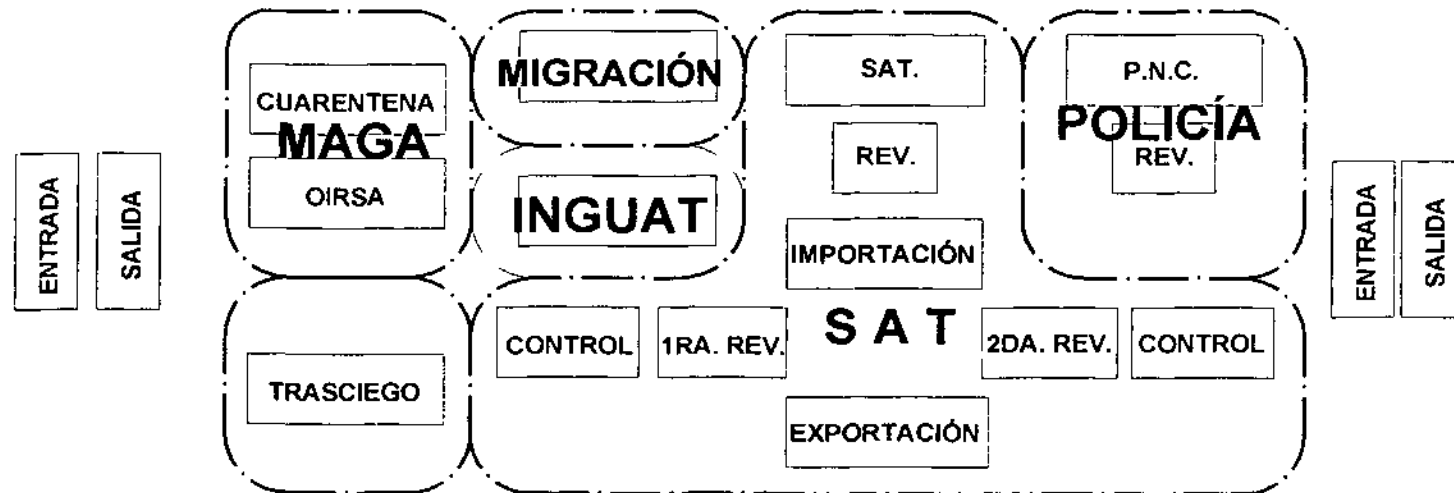 ENTRADA
SALIDA
CUARENTENA
MAGA
OIRSA
TRASCIEGO
MIGRACIÓN
INGUAT
SAT.
REV.
IMPORTACIÓN
S A T
CONTROL
1RA. REV.
2DA. REV.
CONTROL
EXPORTACIÓN
P.N.C.
POLICÍA
REV.
ENTRADA
SALIDA